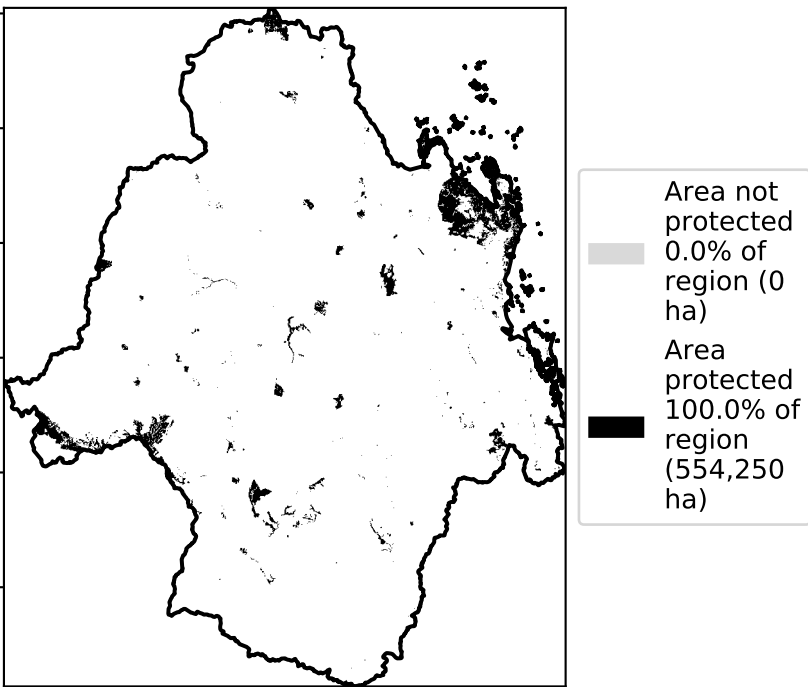 Area not
protected
0.0% of
region (0
ha)
Area
protected
100.0% of
region
(554,250
ha)